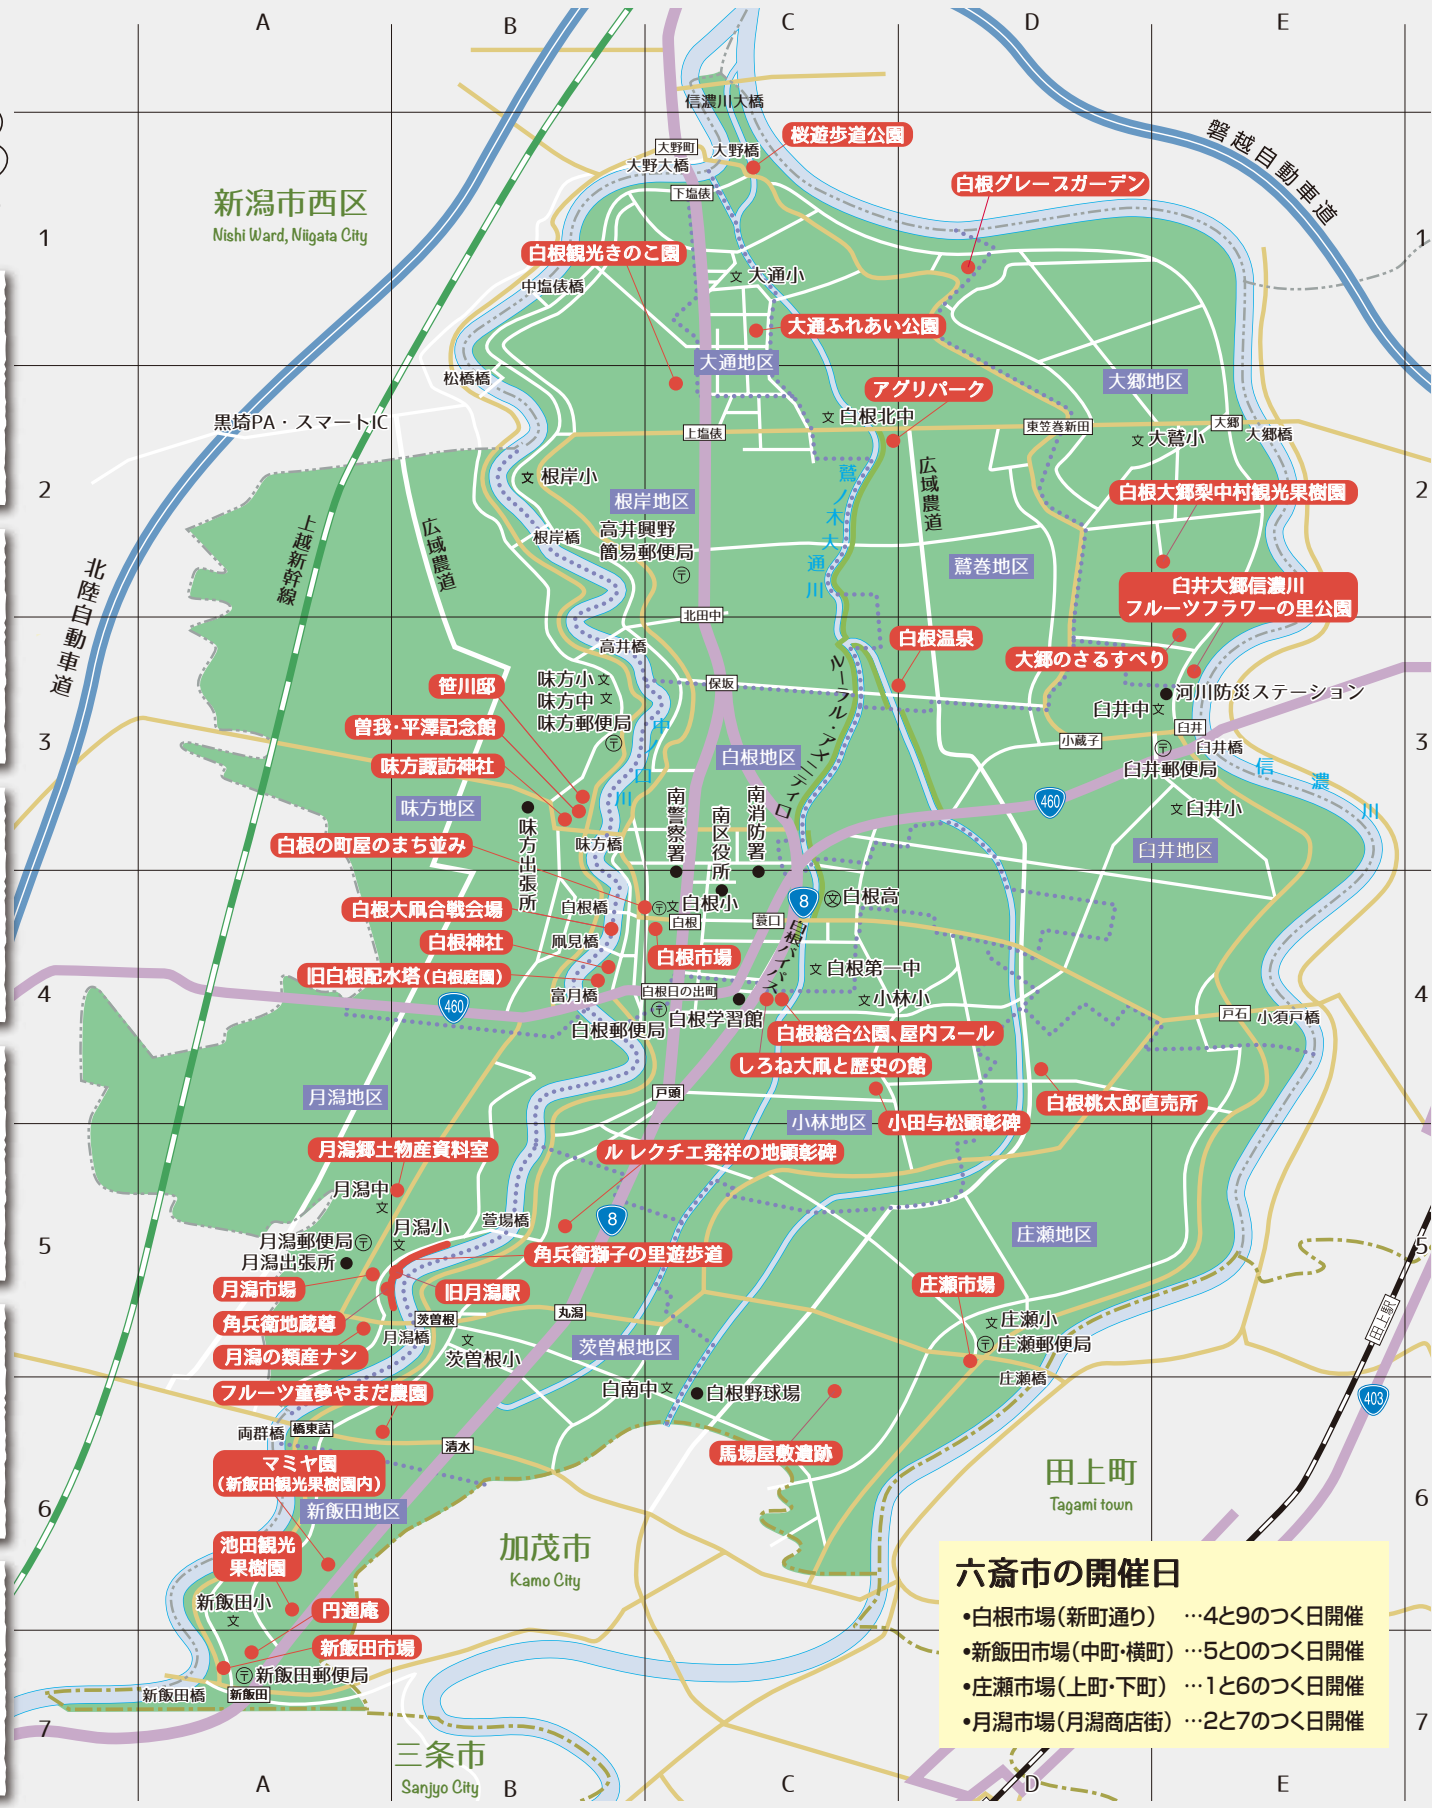 A
B
C
D
E
信濃川大橋
桜遊歩道公園
磐越自動車道
大野町
大野橋
大野大橋
下塩俵
白根グレープガーデン
新潟市西区
Nishi Ward, Niigata City
1
1
白根観光きのこ園
大通小
中塩俵橋
大通ふれあい公園
大通地区
松橋橋
大郷地区
アグリパーク
黒埼PA・スマートIC
白根北中
上塩俵
東笠巻新田
大郷
大郷橋
大鷲小
根岸小
鷲ノ木大通川
広域農道
2
2
白根大郷梨中村観光果樹園
根岸地区
上越新幹線
広域農道
根岸橋
高井興野
簡易郵便局
鷲巻地区
北陸自動車道
臼井大郷信濃川
フルーツフラワーの里公園
北田中
高井橋
白根温泉
大郷のさるすべり
味方小
味方中
味方郵便局
保坂
ルーラル・アメニティロ
笹川邸
河川防災ステーション
臼井中
曽我・平澤記念館
中ノ口川
臼井
小蔵子
臼井橋
3
3
味方諏訪神社
白根地区
臼井郵便局
信濃川
味方地区
南警察署
南区役所
南消防署
460
臼井小
味方出張所
白根の町屋のまち並み
味方橋
臼井地区
8
白根高
白根大凧合戦会場
白根橋
白根小
白根
蓑口
白根バイパス
白根神社
凧見橋
白根市場
旧白根配水塔(白根庭園)
白根第一中
460
富月橋
白根日の出町
小林小
4
4
白根郵便局
白根学習館
戸石
小須戸橋
白根総合公園、屋内プール
しろね大凧と歴史の館
月潟地区
戸頭
白根桃太郎直売所
小林地区
小田与松顕彰碑
月潟郷土物産資料室
ル レクチエ発祥の地顕彰碑
月潟中
月潟小
萱場橋
8
庄瀬地区
月潟郵便局
月潟出張所
5
5
角兵衛獅子の里遊歩道
月潟市場
旧月潟駅
庄瀬市場
角兵衛地蔵尊
茨曽根
丸潟
田上駅
月潟橋
庄瀬小
月潟の類産ナシ
茨曽根小
茨曽根地区
庄瀬郵便局
庄瀬橋
フルーツ童夢やまだ農園
白南中
白根野球場
403
両群橋
橋東詰
清水
馬場屋敷遺跡
マミヤ園
(新飯田観光果樹園内)
田上町
Tagami town
6
6
新飯田地区
池田観光
果樹園
加茂市
Kamo City
新飯田小
円通庵
新飯田市場
新飯田郵便局
新飯田橋
新飯田
六斎市の開催日
•白根市場(新町通り) …4と9のつく日開催
•新飯田市場(中町・横町) …5と0のつく日開催
•庄瀬市場(上町・下町) …1と6のつく日開催
•月潟市場(月潟商店街) …2と7のつく日開催
7
7
三条市
Sanjyo City
A
B
C
D
E